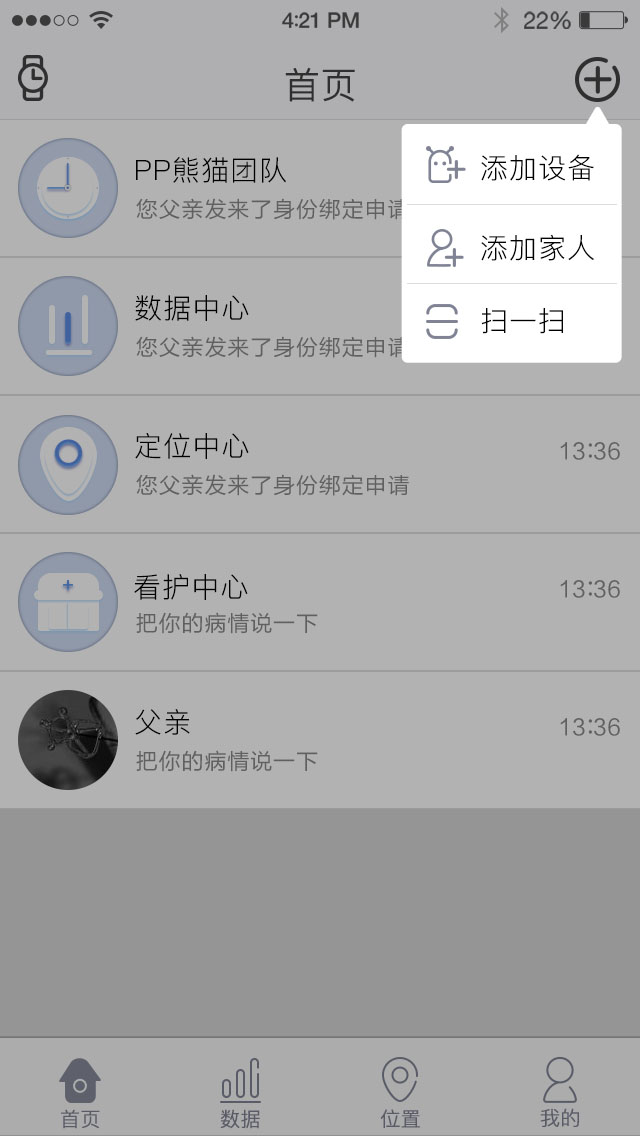 4:21 PM
22%
首页
PP熊猫团队
您父亲发来了身份绑定申请
添加设备
添加家人
扫一扫
数据中心
您父亲发来了身份绑定申请
定位中心
13:36
您父亲发来了身份绑定申请
看护中心
13:36
把你的病情说一下
父亲
13:36
把你的病情说一下
首页
数据
位置
我的